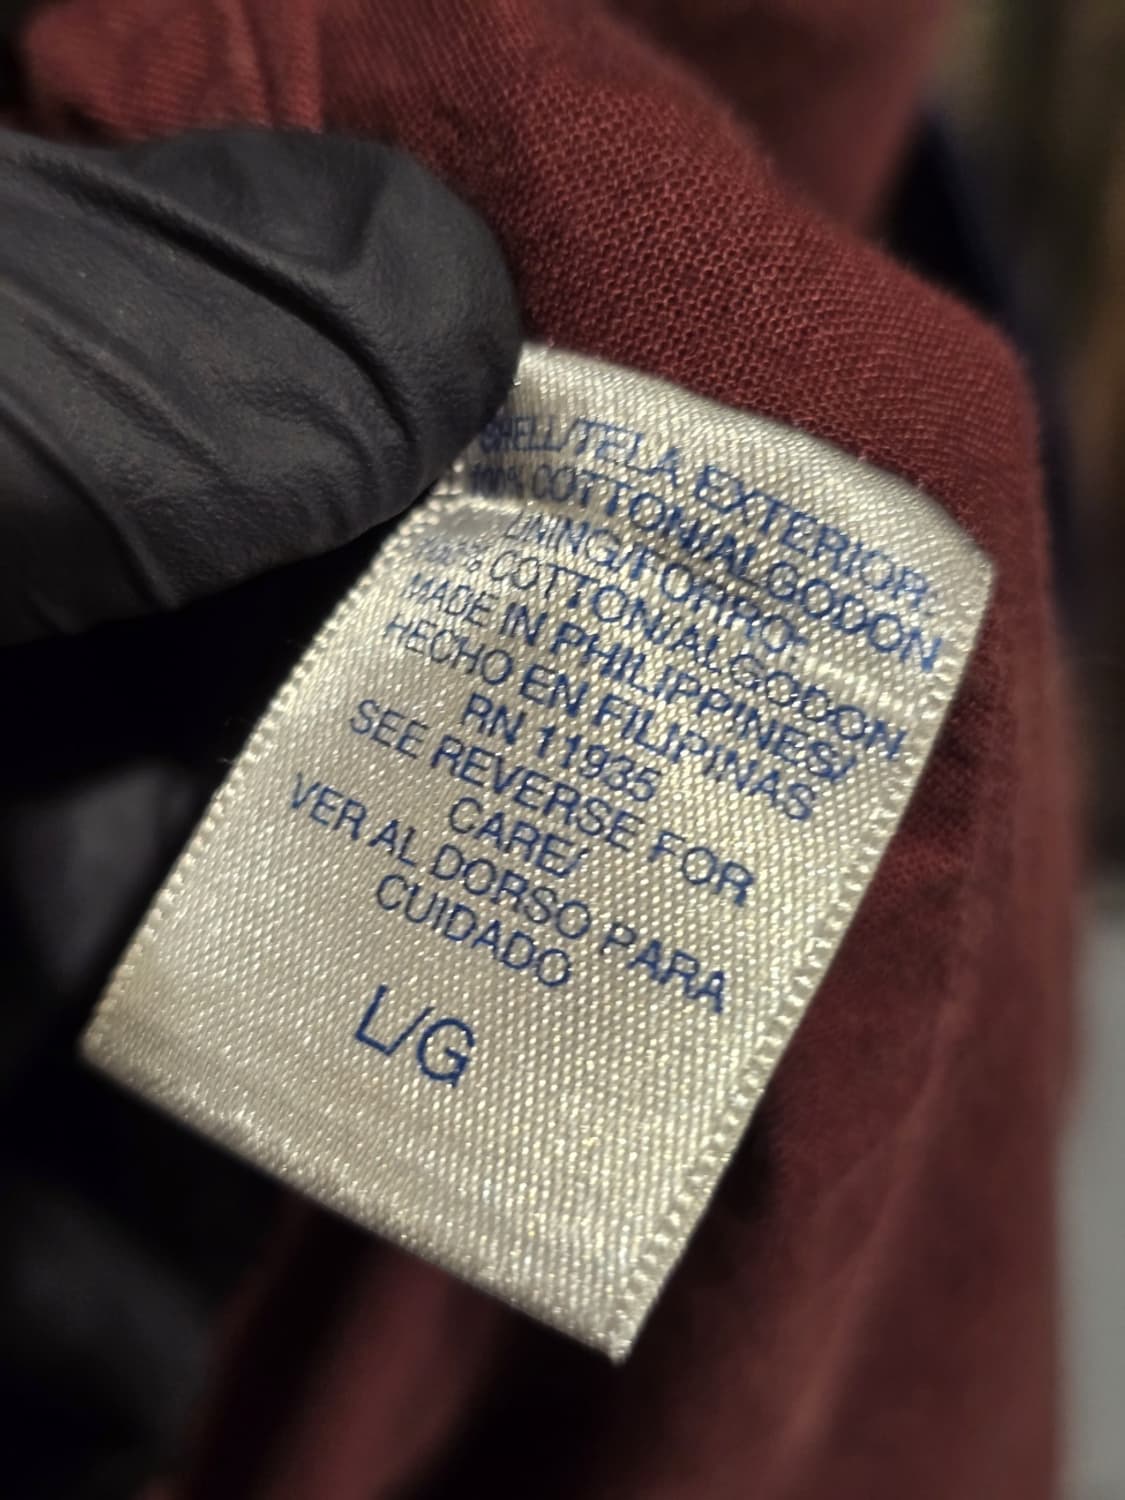 SHELL/TELA EXTERIOR:
100% COTTON/ALGODON
LINING/FORRO:
100% COTTON/ALGODON
MADE IN PHILIPPINES/
HECHO EN FILIPINAS
RN 11935
SEE REVERSE FOR
CARE/
VER AL DORSO PARA
CUIDADO
L/G